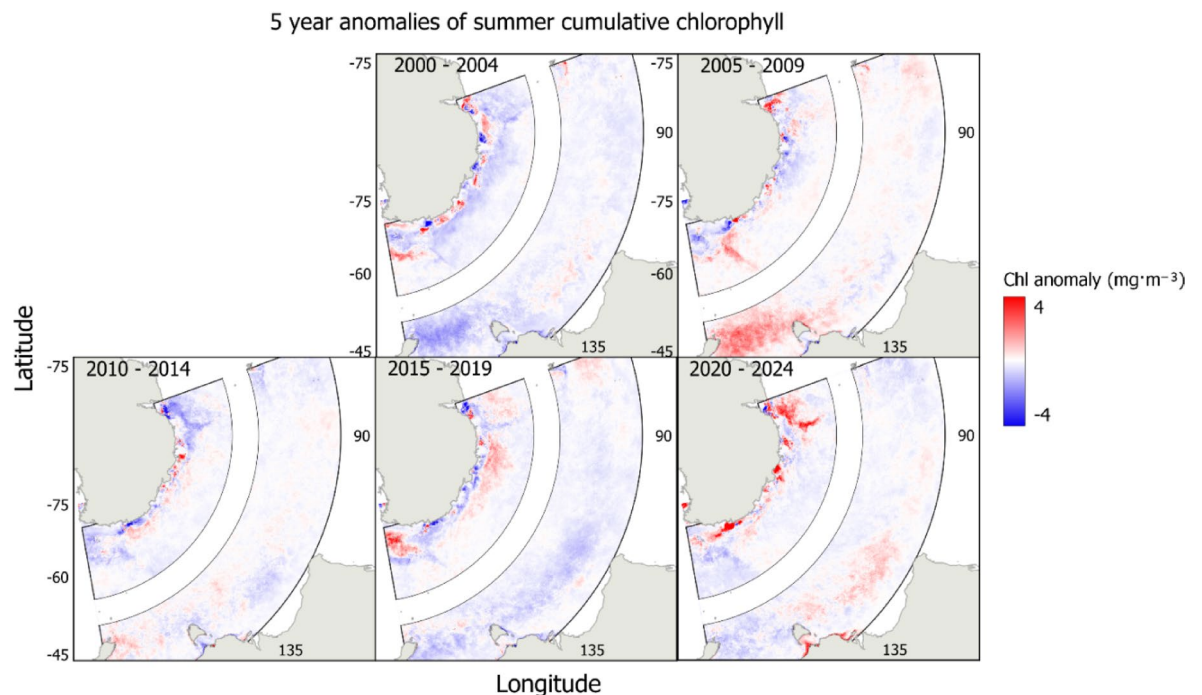 5 year anomalies of summer cumulative chlorophyll
-75
2000 - 2004
-75
-60
-45
135
-75
2005 - 2009
90
-75
-60
-45
135
90
Chl anomaly (mg·m⁻³)
4
-4
Latitude
-75
2010 - 2014
90
-75
-60
-45
135
2015 - 2019
90
135
2020 - 2024
90
135
Longitude